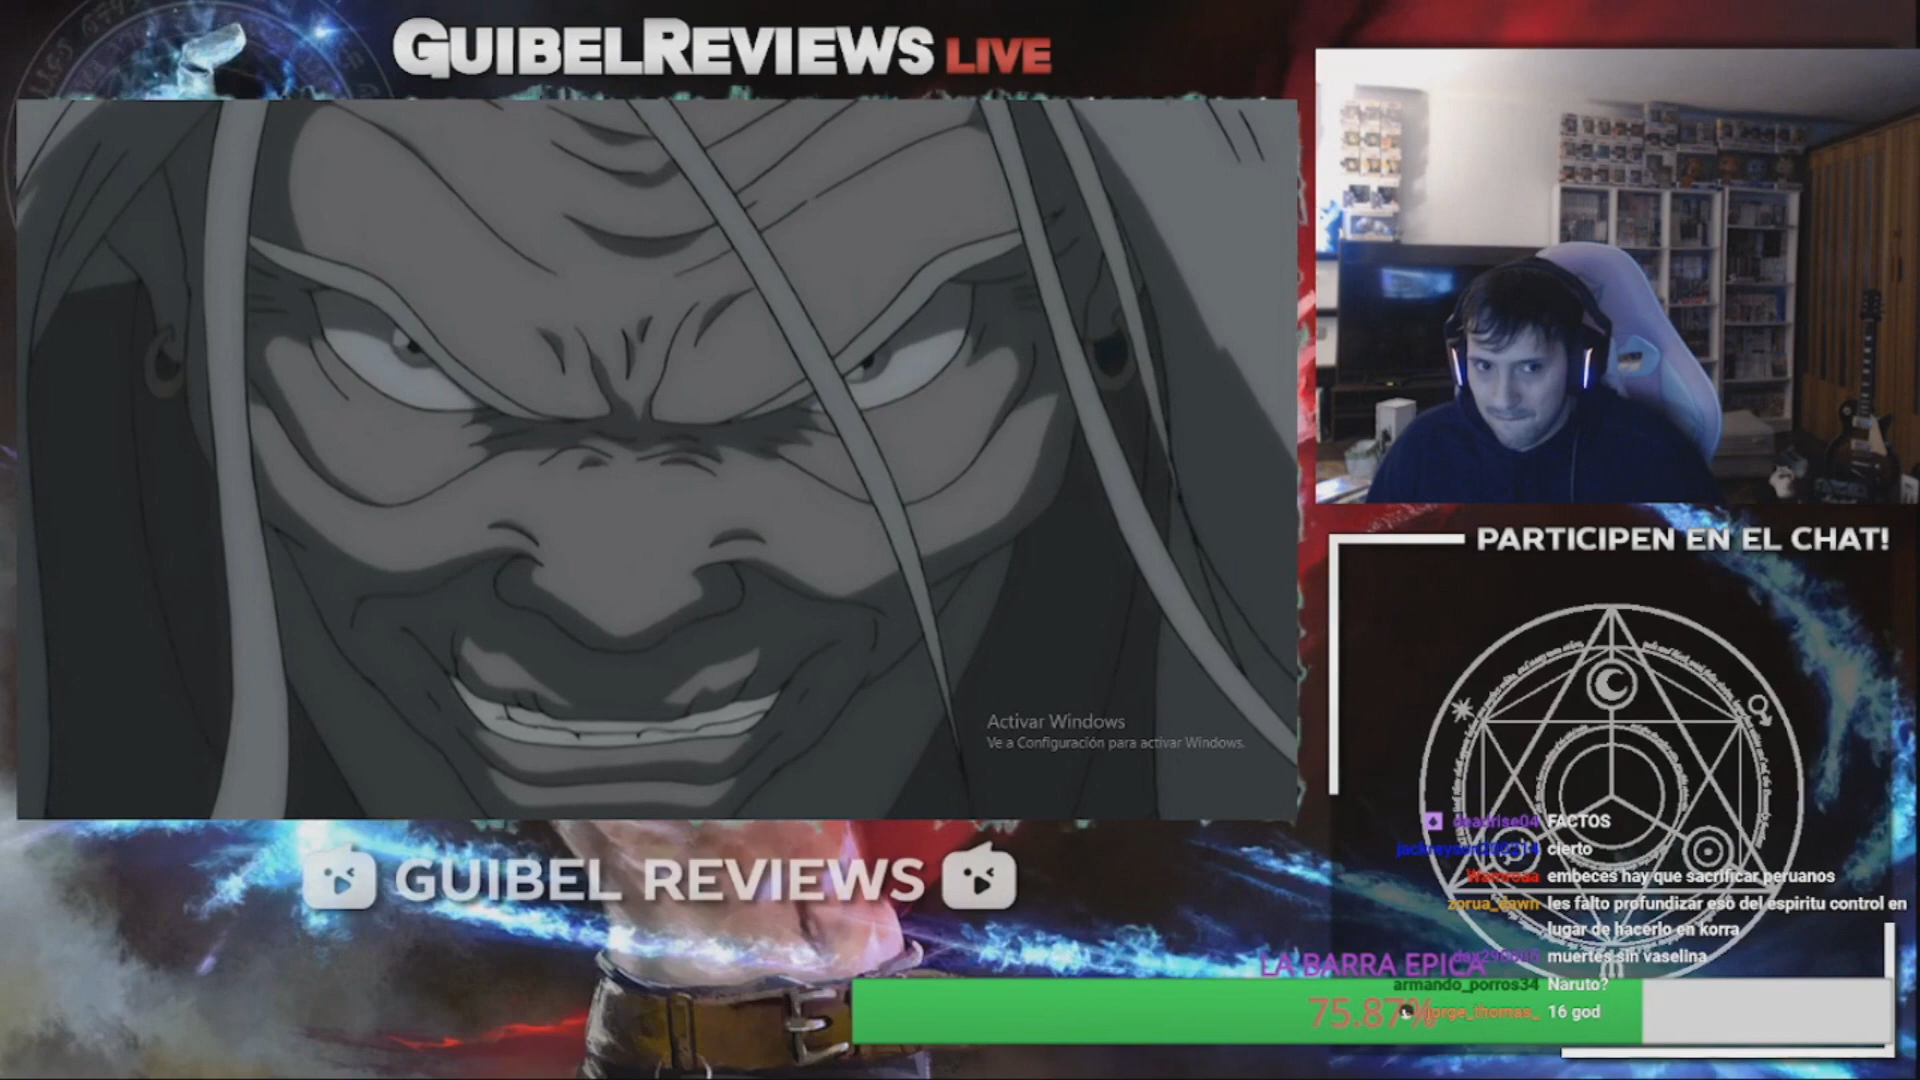 GUIBELREVIEWS LIVE
Activar Windows
Ve a Configuración para activar Windows.
PARTICIPEN EN EL CHAT!
FACTOS
cierto
embeces hay que sacrificar peruanos
zorua_dawn les falto profundizar eso del espiritu control en
lugar de hacerlo en korra
muertes sin vaselina
armando_porros34 Naruto?
jorge_thomas_ 16 god
GUIBEL REVIEWS
LA BARRA EPICA
75.87%